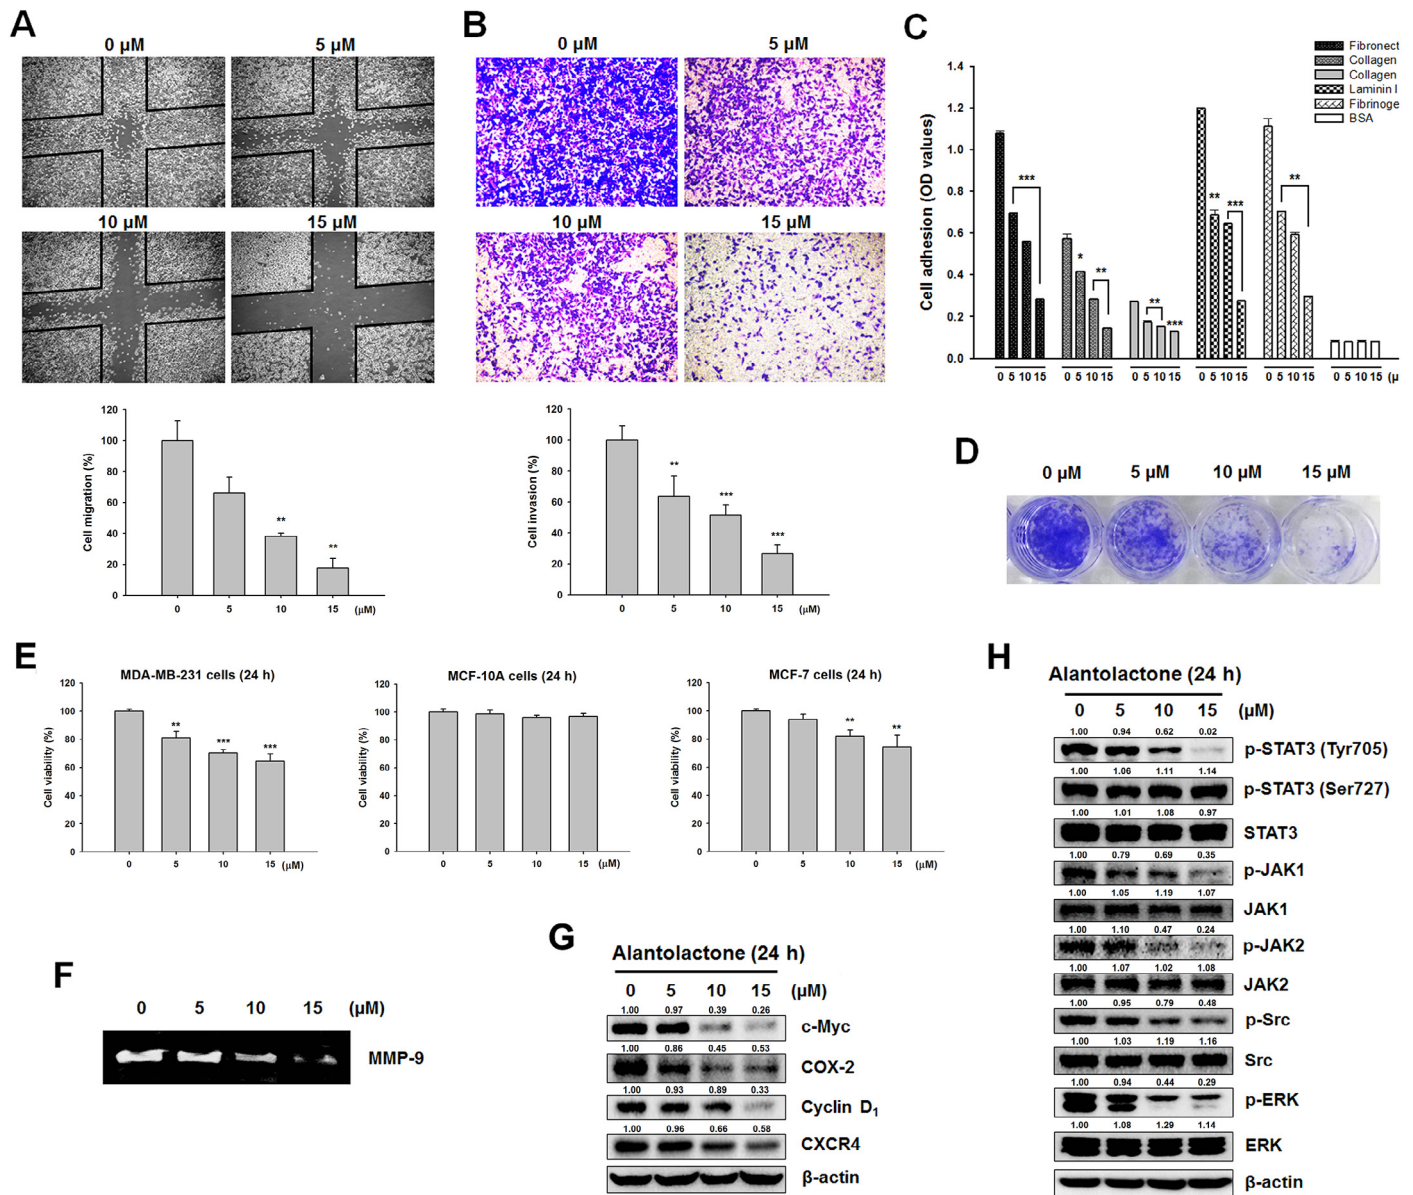 A
0 µM
5 µM
10 µM
15 µM
120
100
80
60
40
20
0
Cell migration (%)
**
**
0
5
10
15
(µM)
B
0 µM
5 µM
10 µM
15 µM
120
100
80
60
40
20
0
Cell invasion (%)
**
***
***
0
5
10
15
(µM)
C
Fibronect
Collagen
Collagen
Laminin I
Fibrinoge
BSA
1.4
1.2
1.0
0.8
0.6
0.4
0.2
0.0
Cell adhesion (OD values)
***
*
**
**
***
**
***
**
0 5 10 15
0 5 10 15
0 5 10 15
0 5 10 15
0 5 10 15
0 5 10 15
(µ
D
0 µM
5 µM
10 µM
15 µM
E
MDA-MB-231 cells (24 h)
120
100
80
60
40
20
0
Cell viability (%)
**
***
***
0
5
10
15
(µM)
MCF-10A cells (24 h)
120
100
80
60
40
20
0
Cell viability (%)
0
5
10
15
(µM)
MCF-7 cells (24 h)
120
100
80
60
40
20
0
Cell viability (%)
**
**
0
5
10
15
(µM)
F
0 5 10 15 (µM)
MMP-9
G
Alantolactone (24 h)
0 5 10 15 (µM)
1.00 0.97 0.39 0.26
c-Myc
1.00 0.86 0.45 0.53
COX-2
1.00 0.93 0.89 0.33
Cyclin D1
1.00 0.96 0.66 0.58
CXCR4
β-actin
H
Alantolactone (24 h)
0 5 10 15 (µM)
1.00 0.94 0.62 0.02
p-STAT3 (Tyr705)
1.00 1.06 1.11 1.14
p-STAT3 (Ser727)
1.00 1.01 1.08 0.97
STAT3
1.00 0.79 0.69 0.35
p-JAK1
1.00 1.05 1.19 1.07
JAK1
1.00 1.10 0.47 0.24
p-JAK2
1.00 1.07 1.02 1.08
JAK2
1.00 0.95 0.79 0.48
p-Src
1.00 1.03 1.19 1.16
Src
1.00 0.94 0.44 0.29
p-ERK
1.00 1.08 1.29 1.14
ERK
β-actin